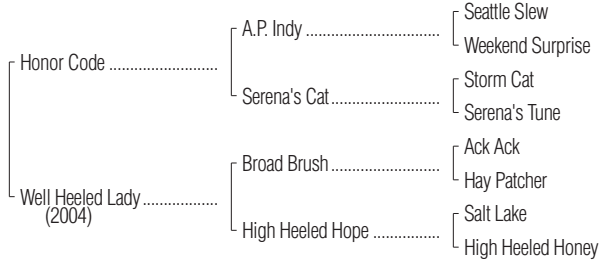 Seattle Slew
A.P. Indy ..............................
Weekend Surprise
Honor Code ........................
Storm Cat
Serena's Cat........................
Serena's Tune
Ack Ack
Broad Brush........................
Hay Patcher
Well Heeled Lady ................
(2004)
Salt Lake
High Heeled Hope ...............
High Heeled Honey